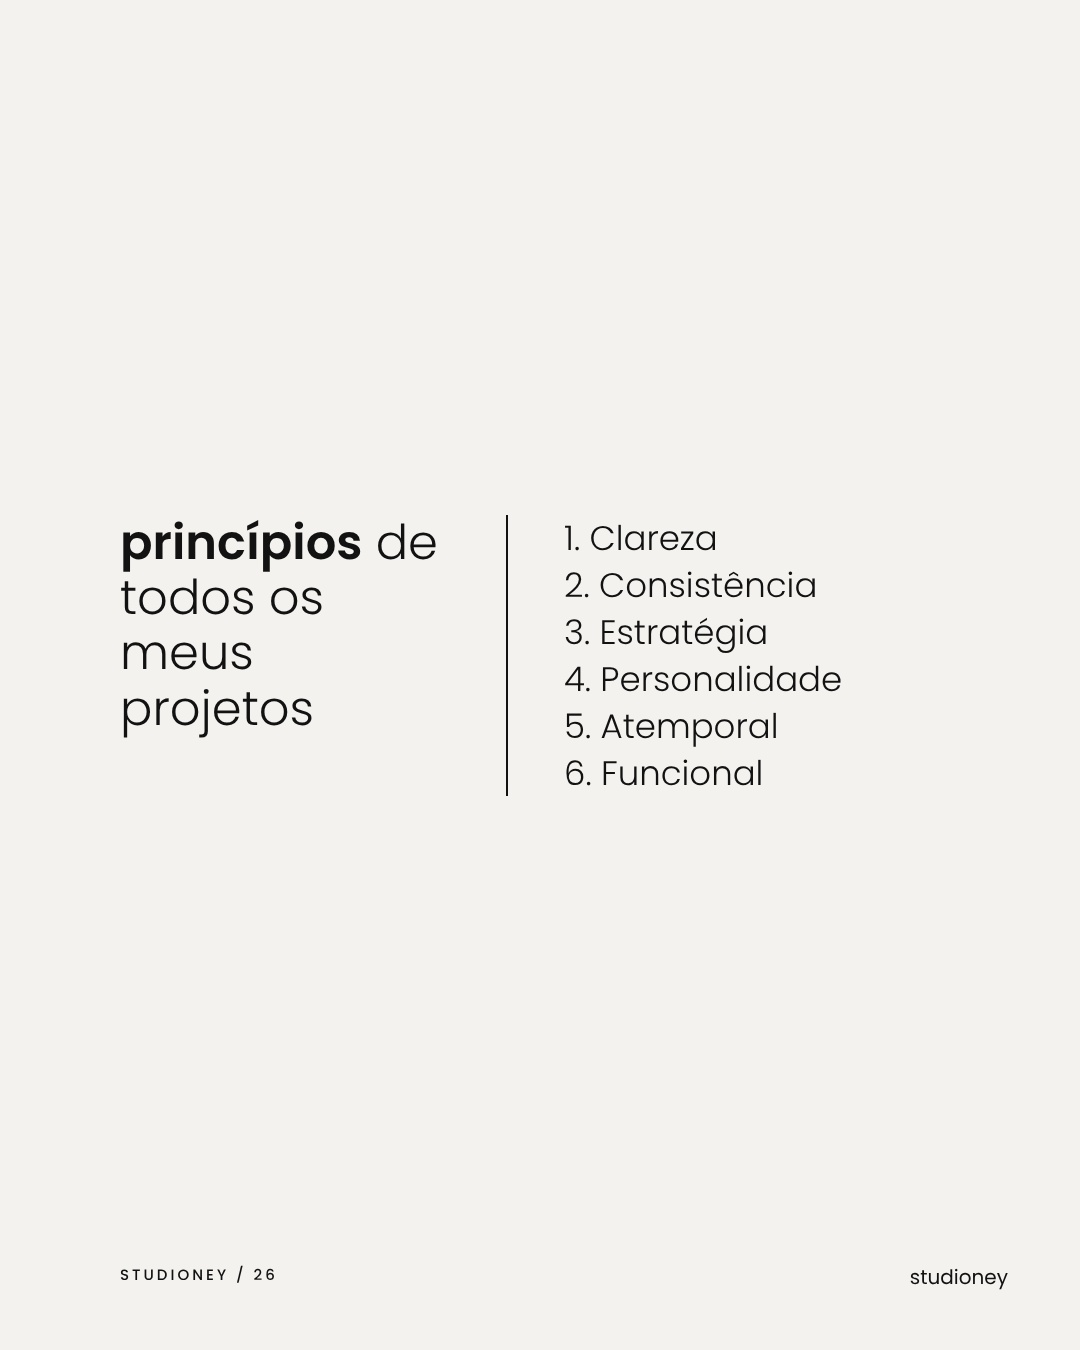 princípios de
todos os
meus
projetos
1. Clareza
2. Consistência
3. Estratégia
4. Personalidade
5. Atemporal
6. Funcional
STUDIONEY / 26
studioney